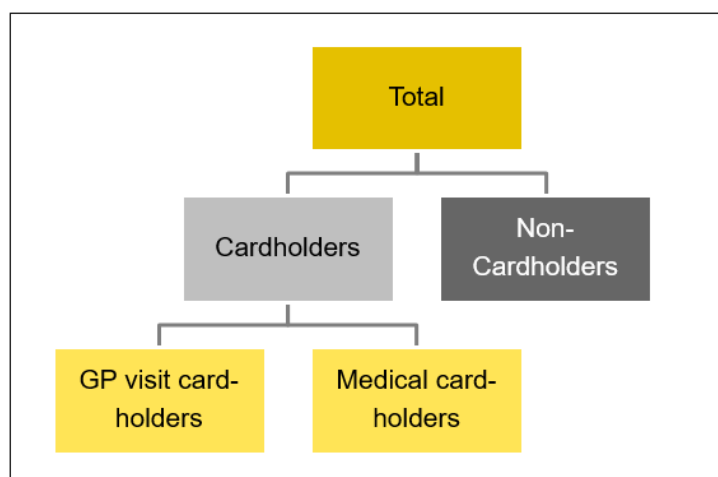 Total
Cardholders
Non-
Cardholders
GP visit card-
holders
Medical card-
holders